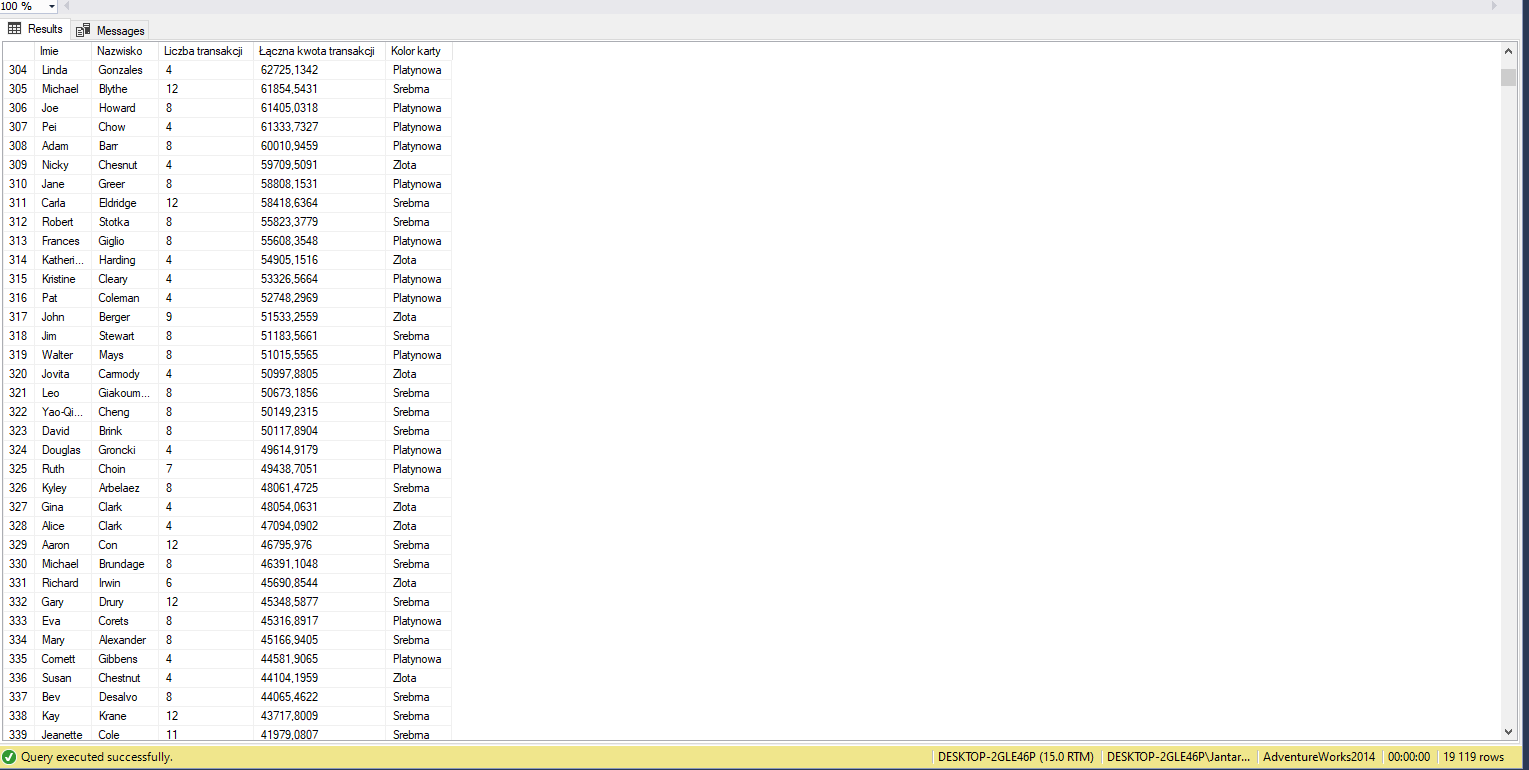 100 %
Results Messages
Imie Nazwisko Liczba transakcji Łączna kwota transakcji Kolor karty
304 Linda Gonzales 4 62725,1342 Platynowa
305 Michael Blythe 12 61854,5431 Srebrna
306 Joe Howard 8 61405,0318 Platynowa
307 Pei Chow 4 61333,7327 Platynowa
308 Adam Barr 8 60010,9459 Platynowa
309 Nicky Chesnut 4 59709,5091 Zlota
310 Jane Greer 8 58808,1531 Platynowa
311 Carla Eldridge 12 58418,6364 Srebrna
312 Robert Stotka 8 55823,3779 Srebrna
313 Frances Giglio 8 55608,3548 Platynowa
314 Katheri... Harding 4 54905,1516 Zlota
315 Kristine Cleary 4 53326,5664 Platynowa
316 Pat Coleman 4 52748,2969 Platynowa
317 John Berger 9 51533,2559 Zlota
318 Jim Stewart 8 51183,5661 Srebrna
319 Walter Mays 8 51015,5565 Platynowa
320 Jovita Carmody 4 50997,8805 Zlota
321 Leo Giakoum... 8 50673,1856 Srebrna
322 Yao-Qi... Cheng 8 50149,2315 Srebrna
323 David Brink 8 50117,8904 Srebrna
324 Douglas Groncki 4 49614,9179 Platynowa
325 Ruth Choin 7 49438,7051 Platynowa
326 Kyley Arbelaez 8 48061,4725 Srebrna
327 Gina Clark 4 48054,0631 Zlota
328 Alice Clark 4 47094,0902 Zlota
329 Aaron Con 12 46795,976 Srebrna
330 Michael Brundage 8 46391,1048 Srebrna
331 Richard Irwin 6 45690,8544 Zlota
332 Gary Drury 12 45348,5877 Srebrna
333 Eva Corets 8 45316,8917 Platynowa
334 Mary Alexander 8 45166,9405 Srebrna
335 Cornett Gibbens 4 44581,9065 Platynowa
336 Susan Chestnut 4 44104,1959 Zlota
337 Bev Desalvo 8 44065,4622 Srebrna
338 Kay Krane 12 43717,8009 Srebrna
339 Jeanette Cole 11 41979,0807 Srebrna
Query executed successfully. DESKTOP-2GLE46P (15.0 RTM) DESKTOP-2GLE46P\Jantar... AdventureWorks2014 00:00:00 19 119 rows